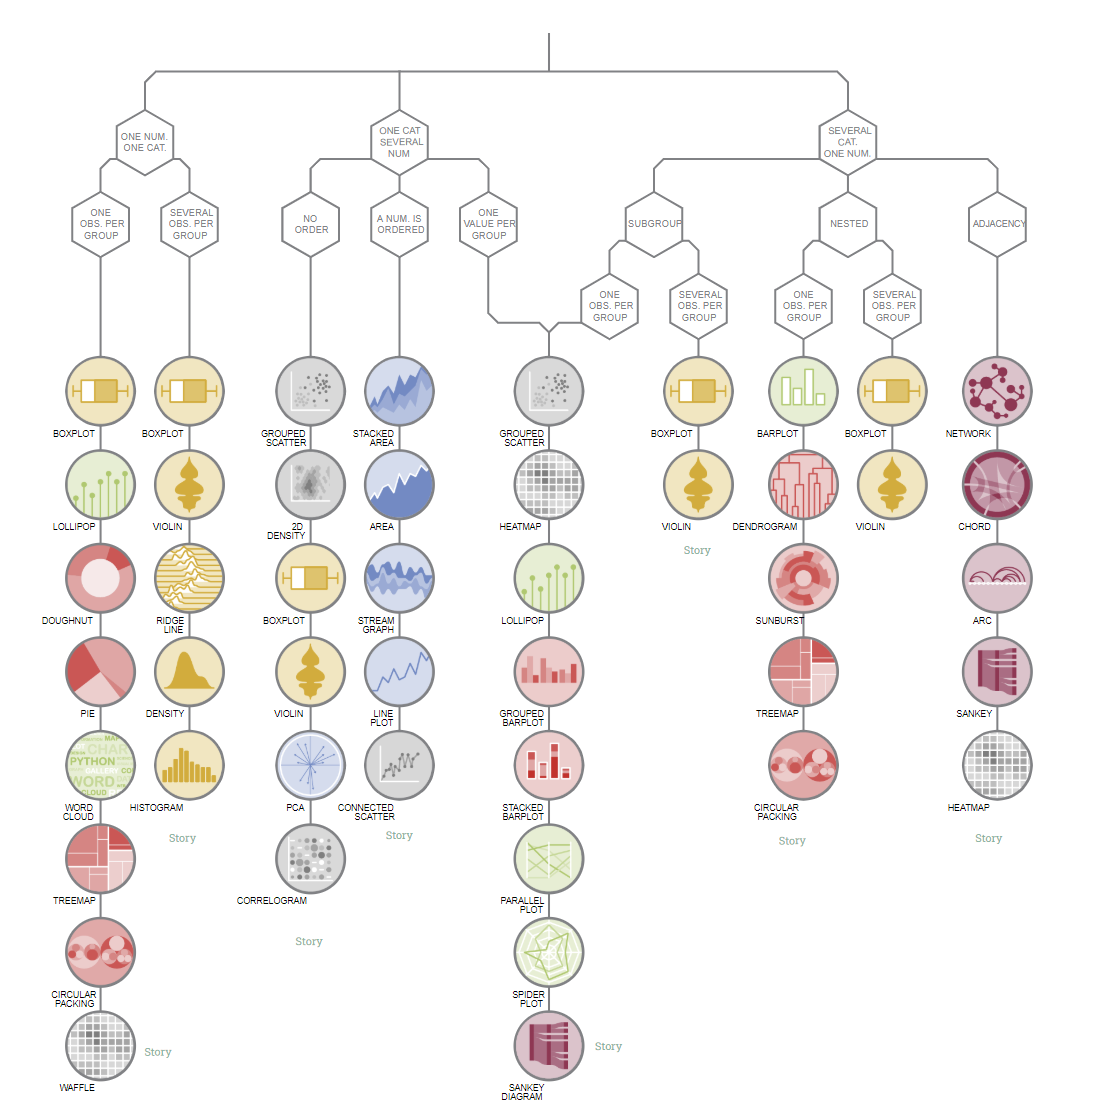 ONE NUM.
ONE CAT.
ONE CAT
SEVERAL
NUM
SEVERAL
CAT.
ONE NUM.
ONE
OBS. PER
GROUP
SEVERAL
OBS. PER
GROUP
NO
ORDER
A NUM. IS
ORDERED
ONE
VALUE PER
GROUP
SUBGROUP
NESTED
ADJACENCY
ONE
OBS. PER
GROUP
SEVERAL
OBS. PER
GROUP
ONE
OBS. PER
GROUP
SEVERAL
OBS. PER
GROUP
BOXPLOT
LOLLIPOP
DOUGHNUT
PIE
CHAR
PYTHON
GALLERY CO
WORD
CLOUD
WORD
CLOUD
TREEMAP
CIRCULAR
PACKING
WAFFLE
Story
BOXPLOT
VIOLIN
RIDGE
LINE
DENSITY
HISTOGRAM
Story
GROUPED
SCATTER
2D
DENSITY
BOXPLOT
VIOLIN
PCA
CORRELOGRAM
Story
STACKED
AREA
AREA
STREAM
GRAPH
LINE
PLOT
CONNECTED
SCATTER
Story
GROUPED
SCATTER
HEATMAP
LOLLIPOP
GROUPED
BARPLOT
STACKED
BARPLOT
PARALLEL
PLOT
SPIDER
PLOT
SANKEY
DIAGRAM
Story
BOXPLOT
VIOLIN
Story
BARPLOT
DENDROGRAM
SUNBURST
TREEMAP
CIRCULAR
PACKING
Story
BOXPLOT
VIOLIN
NETWORK
CHORD
ARC
SANKEY
HEATMAP
Story